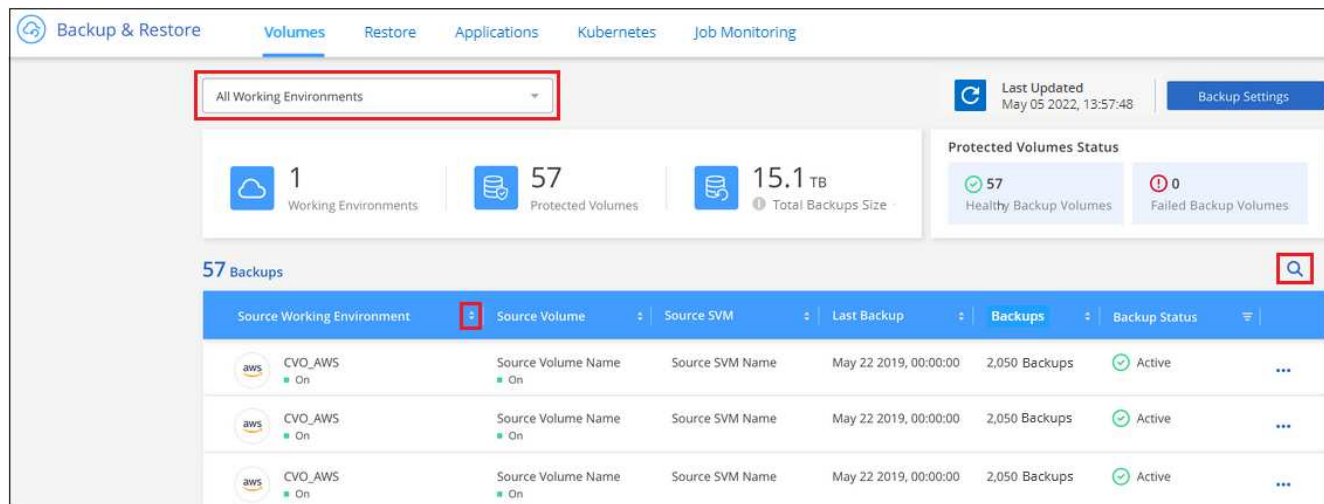 Backup & Restore Volumes Restore Applications Kubernetes Job Monitoring
All Working Environments
Last Updated
May 05 2022, 13:57:48
Backup Settings
1
Working Environments
57
Protected Volumes
15.1 TB
Total Backups Size
Protected Volumes Status
57
Healthy Backup Volumes
0
Failed Backup Volumes
57 Backups
Source Working Environment Source Volume Source SVM Last Backup Backups Backup Status
aws CVO_AWS Source Volume Name Source SVM Name May 22 2019, 00:00:00 2,050 Backups Active ...
On On
aws CVO_AWS Source Volume Name Source SVM Name May 22 2019, 00:00:00 2,050 Backups Active ...
On On
aws CVO_AWS Source Volume Name Source SVM Name May 22 2019, 00:00:00 2,050 Backups Active ...
On On